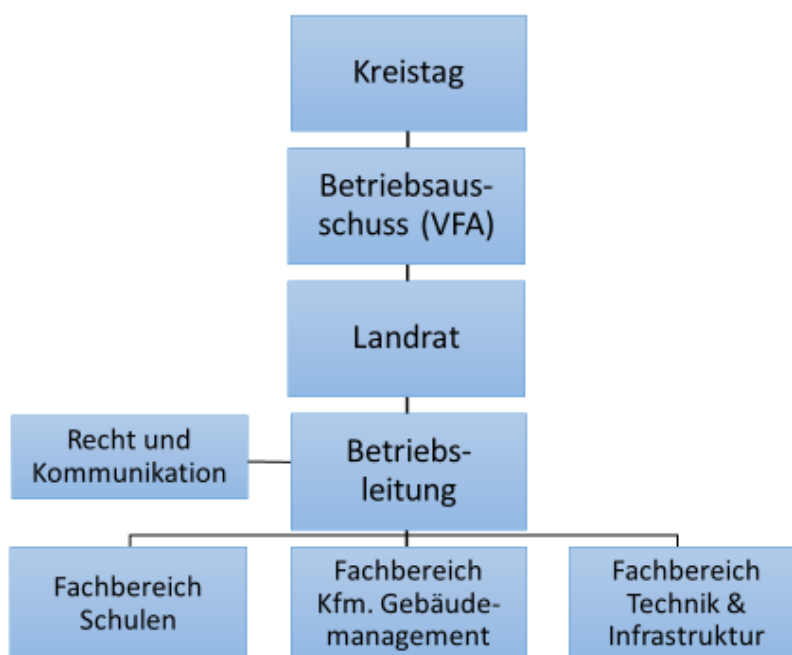 Kreistag
Betriebsaus-
schuss (VFA)
Landrat
Recht und
Kommunikation
Betriebs-
leitung
Fachbereich
Schulen
Fachbereich
Kfm. Gebäude-
management
Fachbereich
Technik &
Infrastruktur